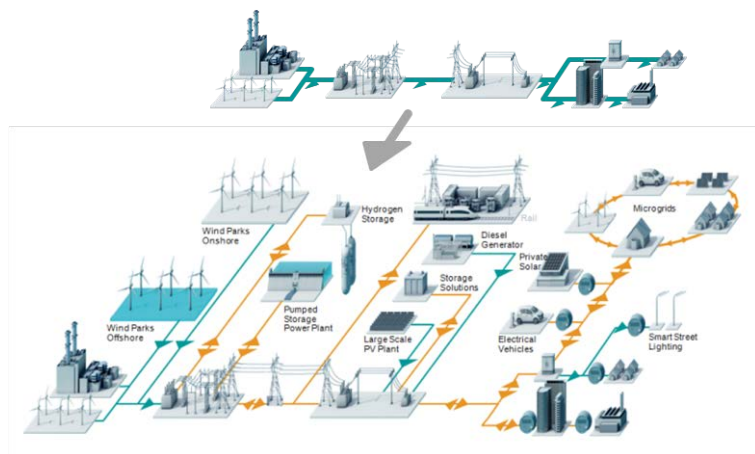 Wind Parks
Onshore
Hydrogen
Storage
Rail
Microgrids
Diesel
Generator
Private
Solar
Storage
Solutions
Pumped
Storage
Power Plant
Wind Parks
Offshore
Large Scale
PV Plant
Electrical
Vehicles
Smart Street
Lighting